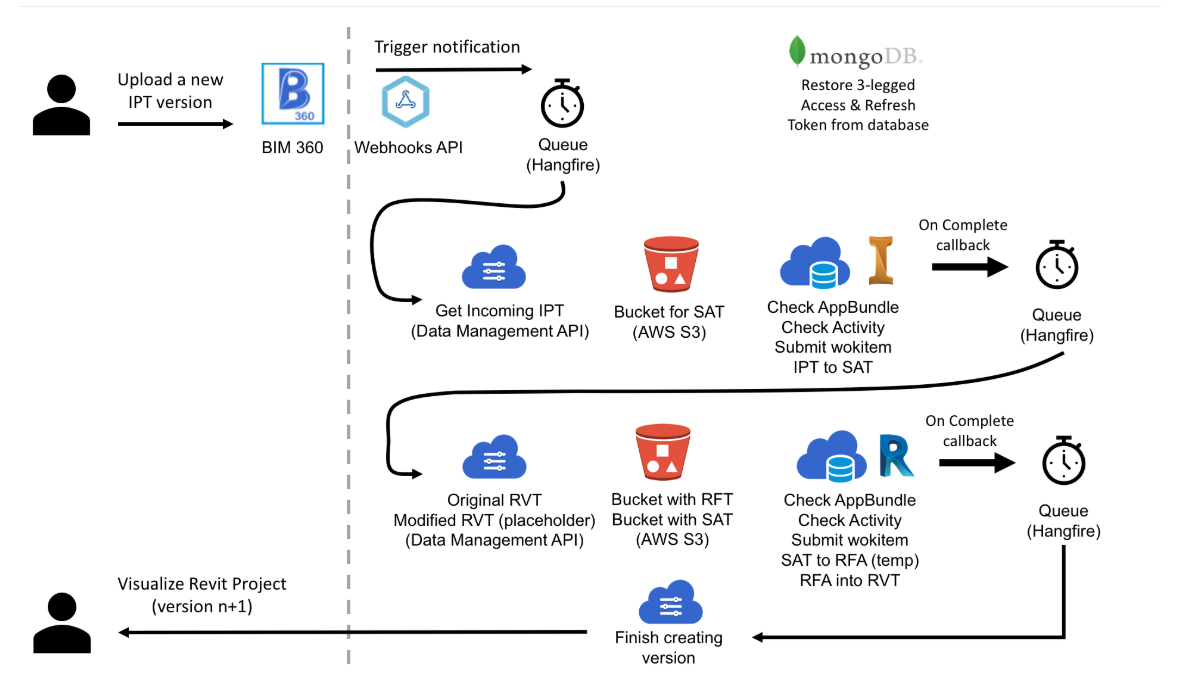 Trigger notification
mongoDB.
Upload a new
IPT version
Restore 3-legged
Access & Refresh
Token from database
B
360
BIM 360
Webhooks API
Queue
(Hangfire)
On Complete
callback
I
Get Incoming IPT
(Data Management API)
Bucket for SAT
(AWS S3)
Check AppBundle
Check Activity
Submit wokitem
IPT to SAT
Queue
(Hangfire)
On Complete
callback
R
Original RVT
Modified RVT (placeholder)
(Data Management API)
Bucket with RFT
Bucket with SAT
(AWS S3)
Check AppBundle
Check Activity
Submit wokitem
SAT to RFA (temp)
RFA into RVT
Queue
(Hangfire)
Visualize Revit Project
(version n+1)
Finish creating
version